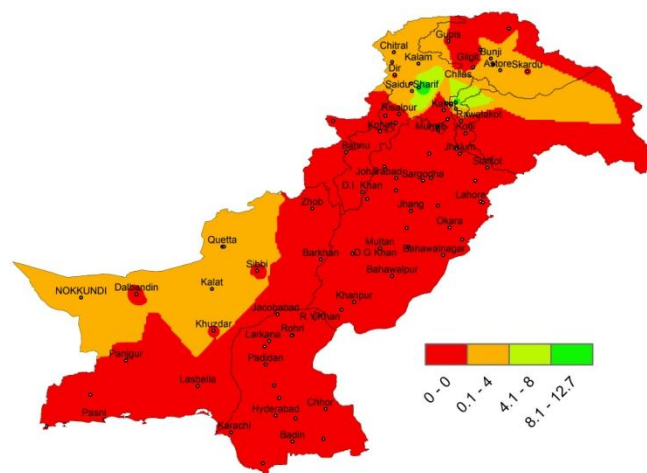 Gupis
Chitral
Bunji
Kalam
Gilgit
Dir
Astore
Skardu
Chilas
Saidu Sharif
Risalpur
Rawalakot
Kohat
Kotli
Bannu
Jhelum
Joharabad
Sialkot
Sargodha
D.I. Khan
Lahore
Zhob
Jhang
Okara
Quetta
Multan
Bahawalnagar
Barkhan
D G Khan
Sibbi
Bahawalpur
NOKKUNDI
Dalbandin
Kalat
Khanpur
Jacobabad
R Y Khan
Khuzdar
Rohri
Larkana
Panjgur
Padidan
Lasbella
Pasni
Hyderabad
Chhor
Karachi
Badin
0 - 0
0.1 - 4
4.1 - 8
8.1 - 12.7